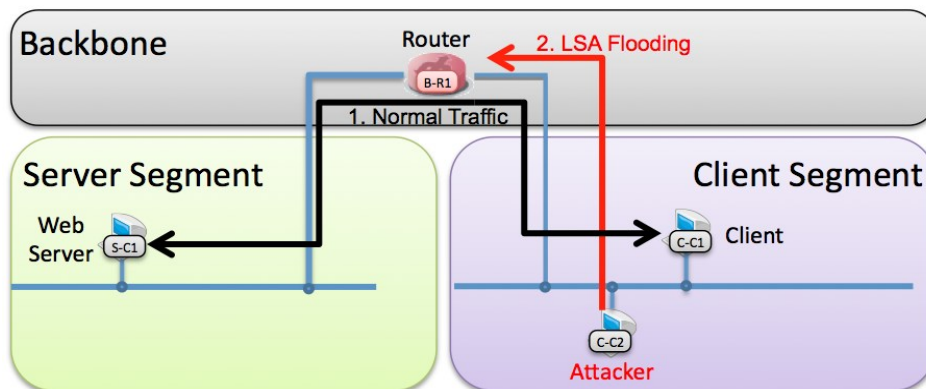 Backbone
Router
B-R1
2. LSA Flooding
1. Normal Traffic
Server Segment
Web
Server
S-C1
Client Segment
C-C1
Client
C-C2
Attacker